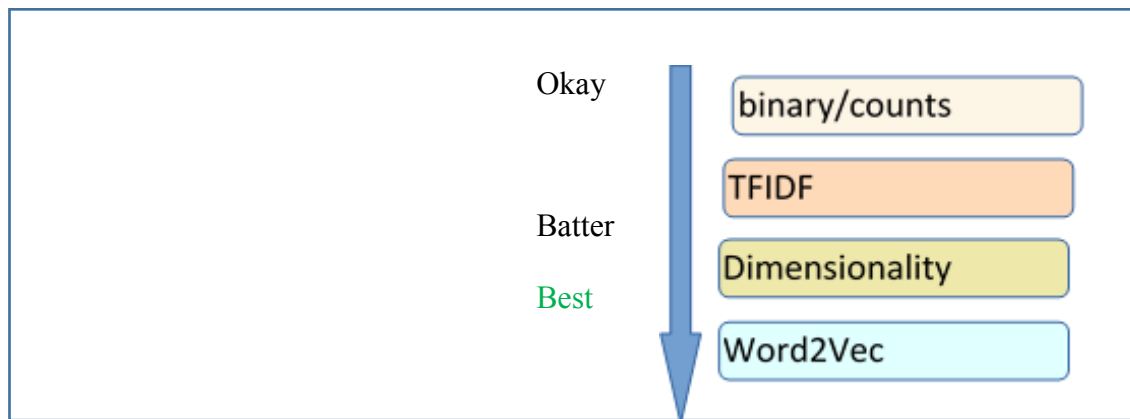 Okay
binary/counts
TFIDF
Batter
Dimensionality
Best
Word2Vec